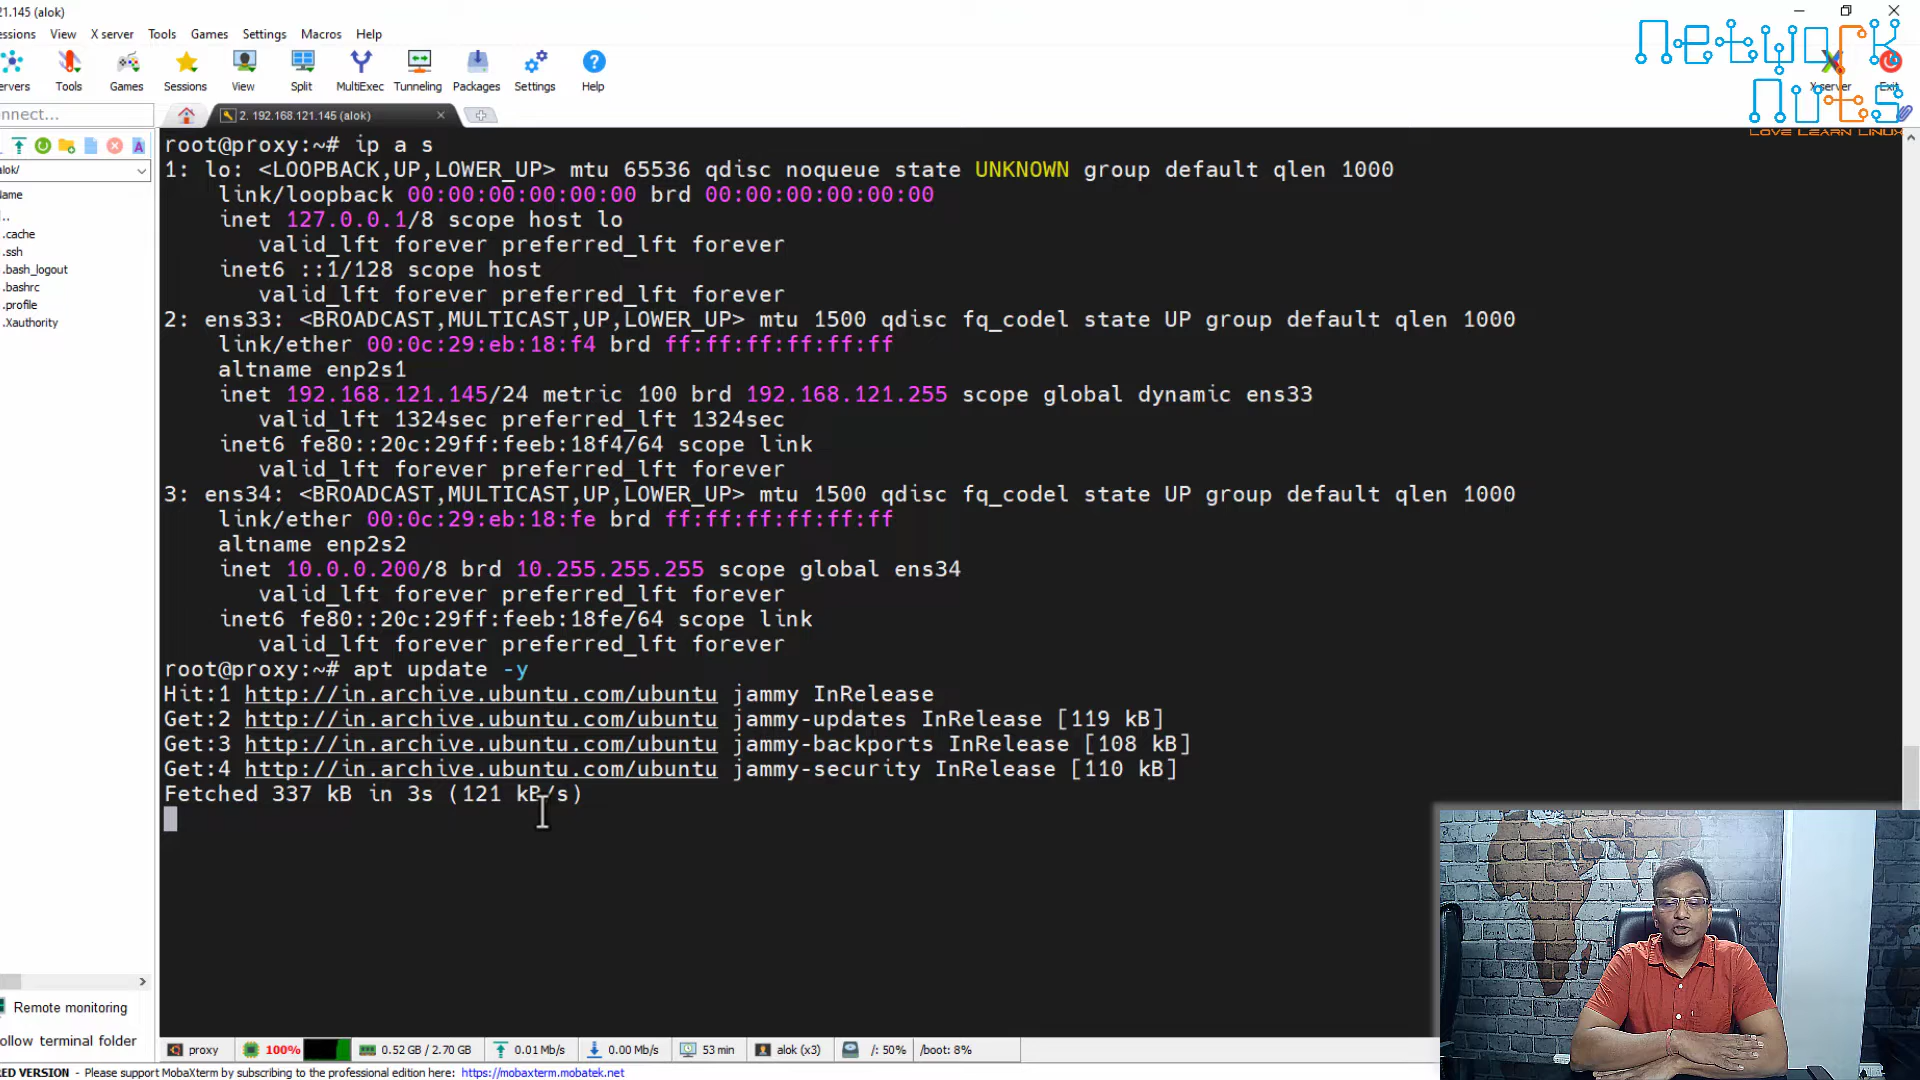 21.145 (alok)
essions View X server Tools Games Settings Macros Help
ervers Tools Games Sessions View Split MultiExec Tunneling Packages Settings Help
X server Exit
Network
Nuts
LOVE LEARN LINUX
nnect...
2. 192.168.121.145 (alok)
alok/
ame
..
.cache
.ssh
.bash_logout
.bashrc
.profile
.Xauthority
root@proxy:~# ip a s
1: lo: <LOOPBACK,UP,LOWER_UP> mtu 65536 qdisc noqueue state UNKNOWN group default qlen 1000
link/loopback 00:00:00:00:00:00 brd 00:00:00:00:00:00
inet 127.0.0.1/8 scope host lo
valid_lft forever preferred_lft forever
inet6 ::1/128 scope host
valid_lft forever preferred_lft forever
2: ens33: <BROADCAST,MULTICAST,UP,LOWER_UP> mtu 1500 qdisc fq_codel state UP group default qlen 1000
link/ether 00:0c:29:eb:18:f4 brd ff:ff:ff:ff:ff:ff
altname enp2s1
inet 192.168.121.145/24 metric 100 brd 192.168.121.255 scope global dynamic ens33
valid_lft 1324sec preferred_lft 1324sec
inet6 fe80::20c:29ff:feeb:18f4/64 scope link
valid_lft forever preferred_lft forever
3: ens34: <BROADCAST,MULTICAST,UP,LOWER_UP> mtu 1500 qdisc fq_codel state UP group default qlen 1000
link/ether 00:0c:29:eb:18:fe brd ff:ff:ff:ff:ff:ff
altname enp2s2
inet 10.0.0.200/8 brd 10.255.255.255 scope global ens34
valid_lft forever preferred_lft forever
inet6 fe80::20c:29ff:feeb:18fe/64 scope link
valid_lft forever preferred_lft forever
root@proxy:~# apt update -y
Hit:1 http://in.archive.ubuntu.com/ubuntu jammy InRelease
Get:2 http://in.archive.ubuntu.com/ubuntu jammy-updates InRelease [119 kB]
Get:3 http://in.archive.ubuntu.com/ubuntu jammy-backports InRelease [108 kB]
Get:4 http://in.archive.ubuntu.com/ubuntu jammy-security InRelease [110 kB]
Fetched 337 kB in 3s (121 kB/s)
Remote monitoring
ollow terminal folder
proxy 100% 0.52 GB / 2.70 GB 0.01 Mb/s 0.00 Mb/s 53 min alok (x3) /: 50% /boot: 8%
RED VERSION - Please support MobaXterm by subscribing to the professional edition here: https://mobaxterm.mobatek.net